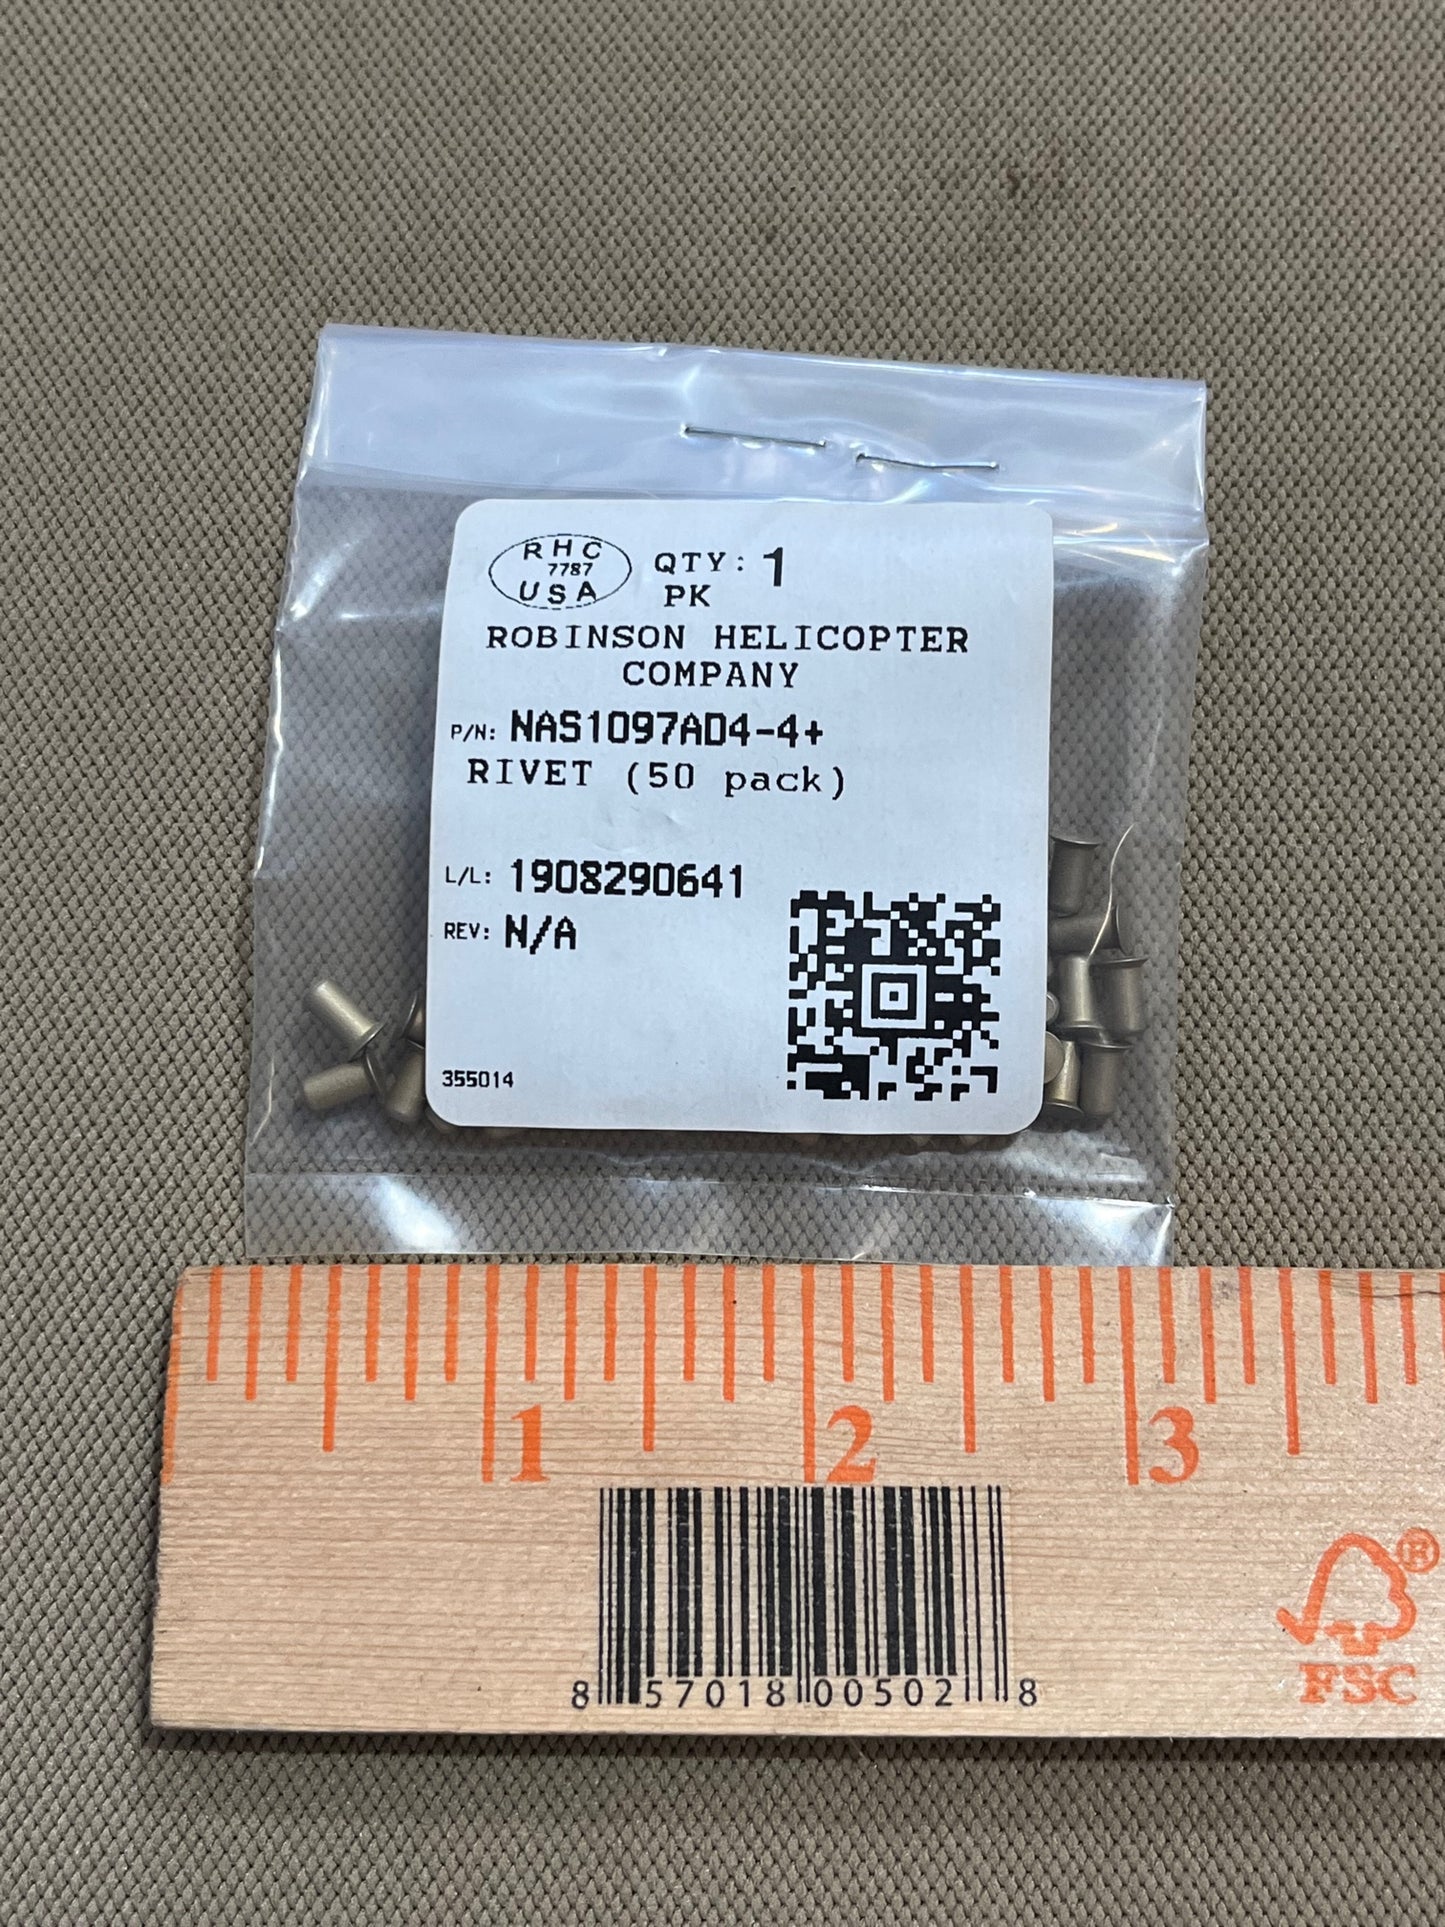 RHC
7787
USA
QTY: 1
PK
ROBINSON HELICOPTER
COMPANY
P/N: NAS1097AD4-4+
RIVET (50 pack)
L/L: 1908290641
REV: N/A
355014
1 2 3
8 57018 00502 8
®
FSC